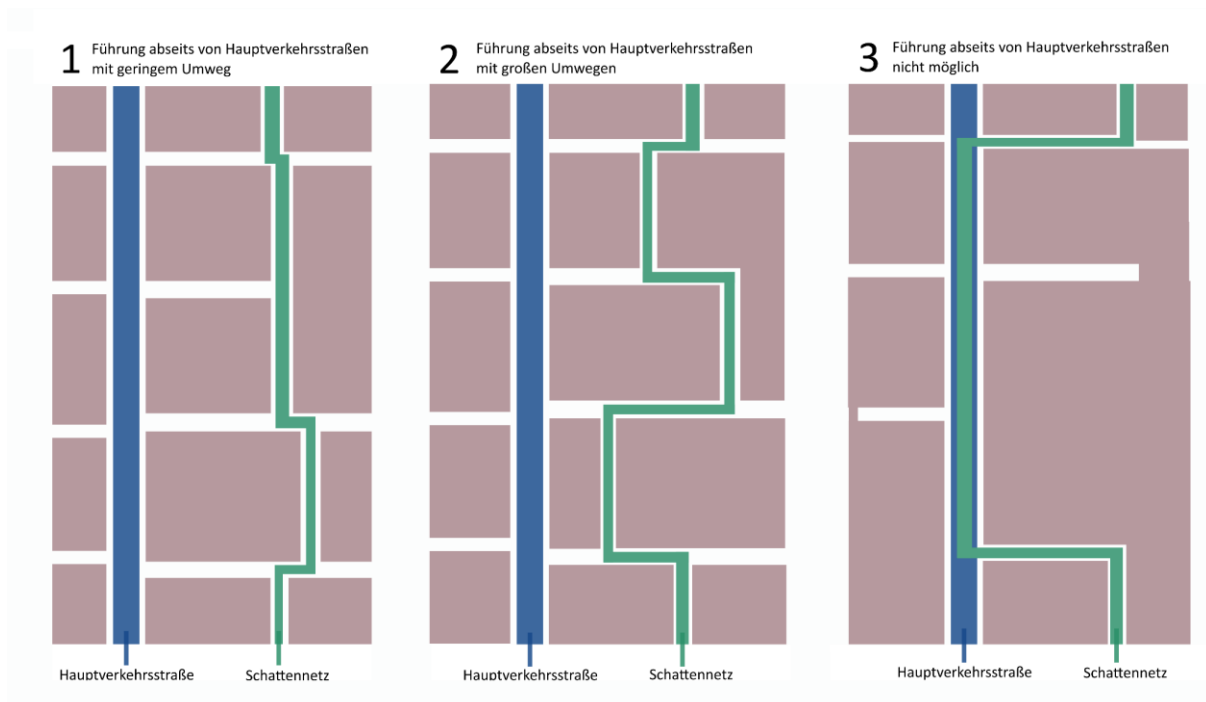 1 Führung abseits von Hauptverkehrsstraßen
mit geringem Umweg
2 Führung abseits von Hauptverkehrsstraßen
mit großen Umwegen
3 Führung abseits von Hauptverkehrsstraßen
nicht möglich
Hauptverkehrsstraße
Schattennetz
Hauptverkehrsstraße
Schattennetz
Hauptverkehrsstraße
Schattennetz